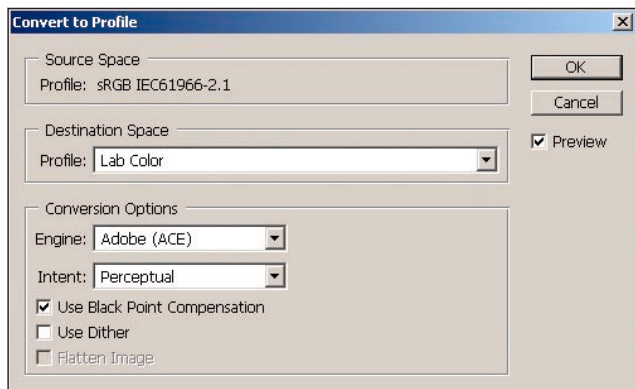 Convert to Profile
Source Space
Profile: sRGB IEC61966-2.1
OK
Cancel
Destination Space
Preview
Profile: Lab Color
Conversion Options
Engine: Adobe (ACE)
Intent: Perceptual
Use Black Point Compensation
Use Dither
Flatten Image